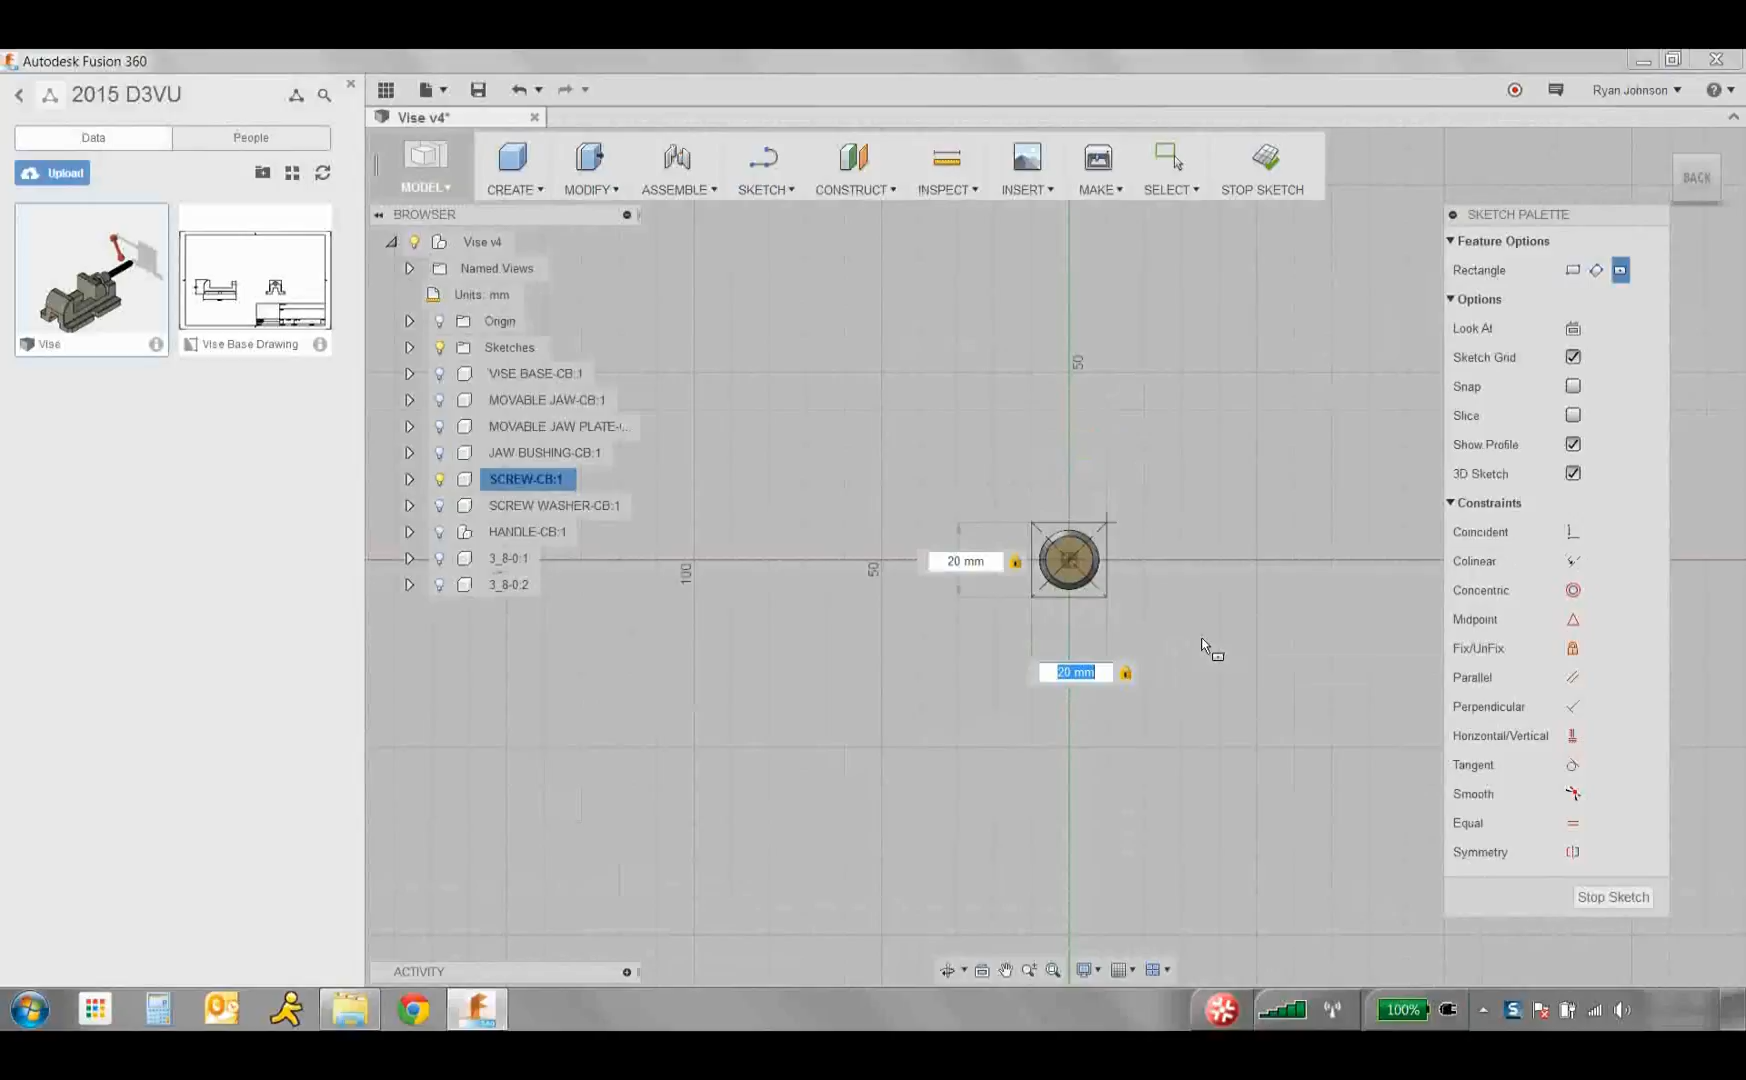 Autodesk Fusion 360
2015 D3VU
Data
People
Upload
Vise
Vise Base Drawing
Vise v4*
Ryan Johnson
MODEL
CREATE
MODIFY
ASSEMBLE
SKETCH
CONSTRUCT
INSPECT
INSERT
MAKE
SELECT
STOP SKETCH
BACK
BROWSER
Vise v4
Named Views
Units: mm
Origin
Sketches
VISE BASE-CB:1
MOVABLE JAW-CB:1
MOVABLE JAW PLATE-(...
JAW BUSHING-CB:1
SCREW-CB:1
SCREW WASHER-CB:1
HANDLE-CB:1
3_8-0:1
3_8-0:2
50
100
50
20 mm
20 mm
SKETCH PALETTE
Feature Options
Rectangle
Options
Look At
Sketch Grid
Snap
Slice
Show Profile
3D Sketch
Constraints
Coincident
Colinear
Concentric
Midpoint
Fix/UnFix
Parallel
Perpendicular
Horizontal/Vertical
Tangent
Smooth
Equal
Symmetry
Stop Sketch
ACTIVITY
100%